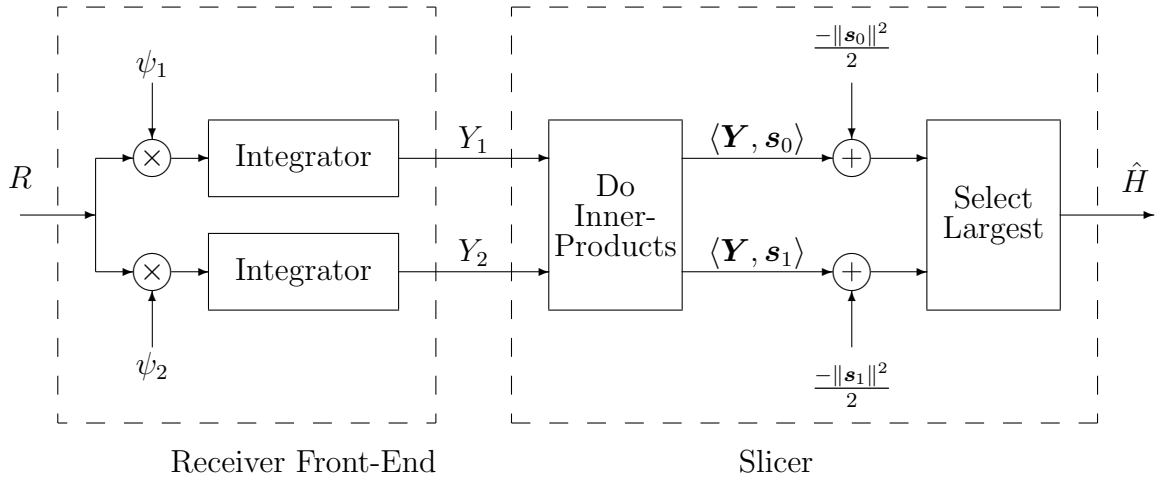 −‖s₀‖²/2
ψ₁
Integrator
Y₁
⟨Y, s₀⟩
×
+
R
Do
Inner-
Products
Select
Largest
Ĥ
Integrator
Y₂
⟨Y, s₁⟩
×
+
ψ₂
−‖s₁‖²/2
Receiver Front-End
Slicer